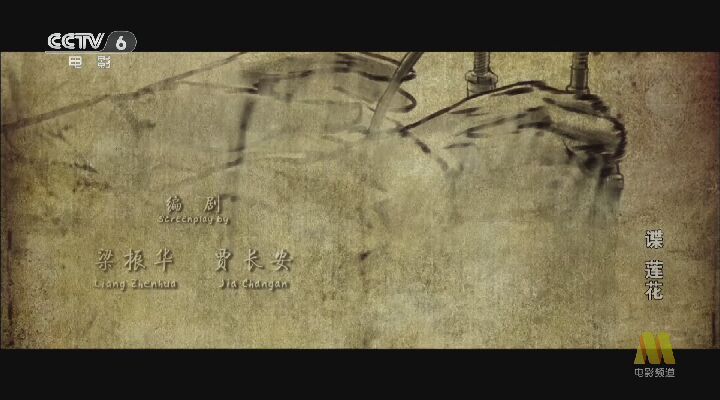 CCTV 6
电影
编 剧
Screenplay by
梁振华 贾长安
Liang Zhenhua Jia Changan
谍 莲花
电影频道